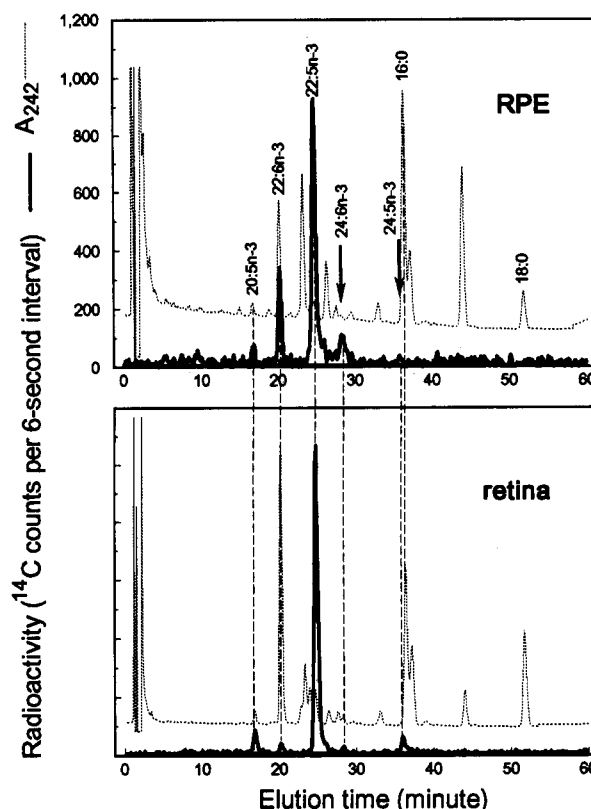 Radioactivity (¹⁴C counts per 6-second interval) —— A₂₄₂ ........
1,200
1,000
800
600
400
200
0
20:5n-3
22:6n-3
22:5n-3
24:6n-3
24:5n-3
16:0
18:0
RPE
0 10 20 30 40 50 60
retina
0 10 20 30 40 50 60
Elution time (minute)